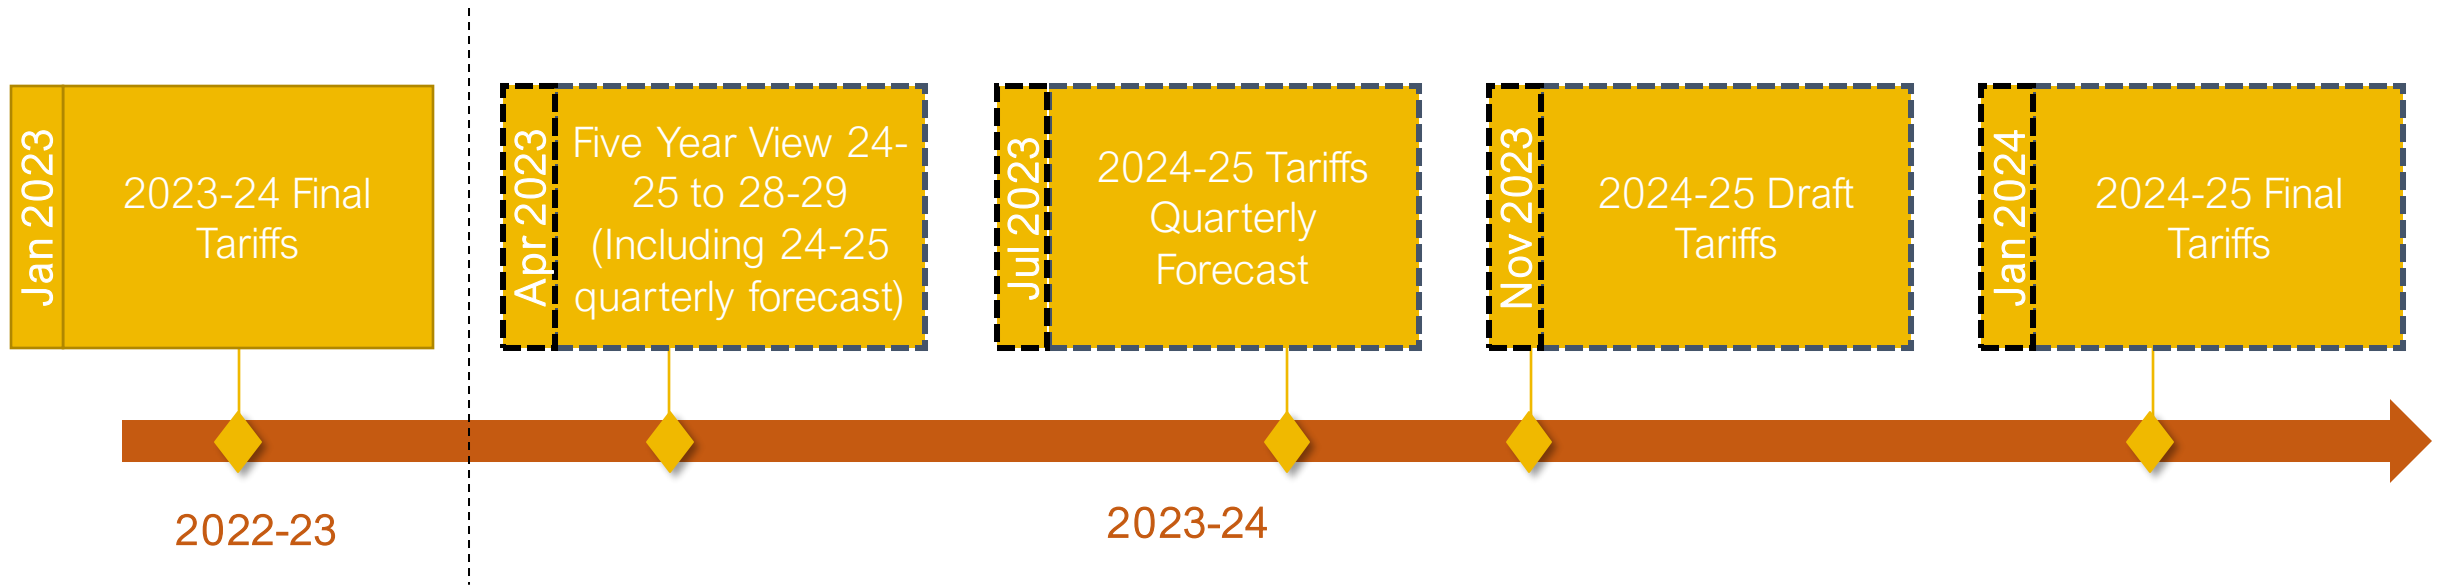 Jan 2023
2023-24 Final
Tariffs
Apr 2023
Five Year View 24-
25 to 28-29
(Including 24-25
quarterly forecast)
Jul 2023
2024-25 Tariffs
Quarterly
Forecast
Nov 2023
2024-25 Draft
Tariffs
Jan 2024
2024-25 Final
Tariffs
2022-23
2023-24